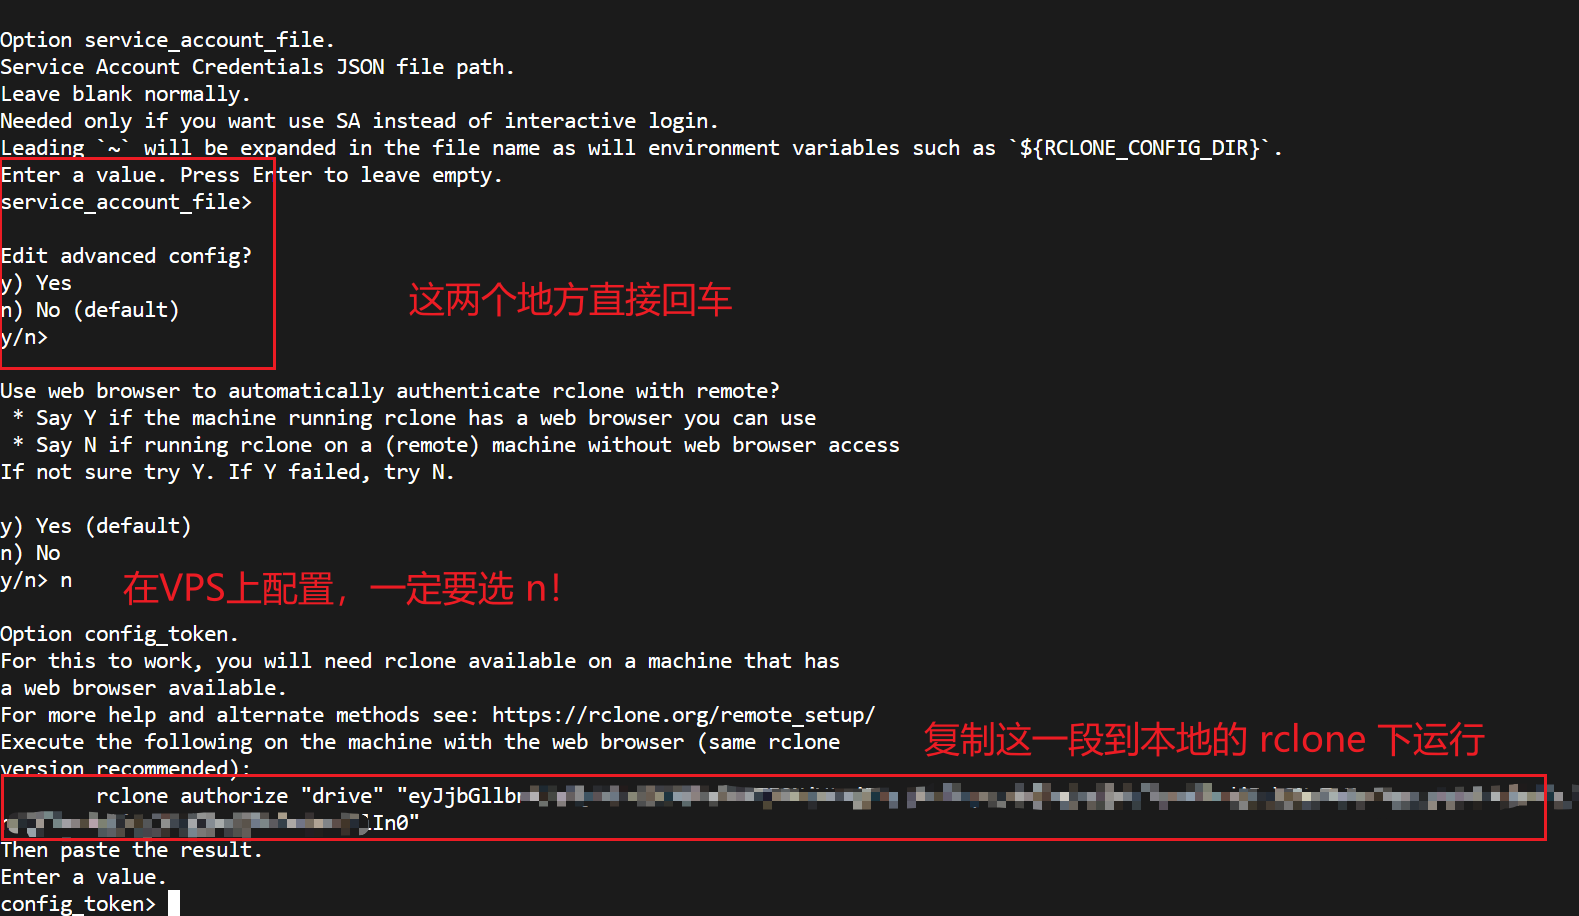 Option service_account_file.
Service Account Credentials JSON file path.
Leave blank normally.
Needed only if you want use SA instead of interactive login.
Leading `~` will be expanded in the file name as will environment variables such as `${RCLONE_CONFIG_DIR}`.
Enter a value. Press Enter to leave empty.
service_account_file>
Edit advanced config?
y) Yes
n) No (default)
y/n>
这两个地方直接回车
Use web browser to automatically authenticate rclone with remote?
* Say Y if the machine running rclone has a web browser you can use
* Say N if running rclone on a (remote) machine without web browser access
If not sure try Y. If Y failed, try N.
y) Yes (default)
n) No
y/n> n
在VPS上配置，一定要选 n！
Option config_token.
For this to work, you will need rclone available on a machine that has
a web browser available.
For more help and alternate methods see: https://rclone.org/remote_setup/
Execute the following on the machine with the web browser (same rclone
version recommended):
复制这一段到本地的 rclone 下运行
rclone authorize "drive" "eyJjbGllbn
lIn0"
Then paste the result.
Enter a value.
config_token>